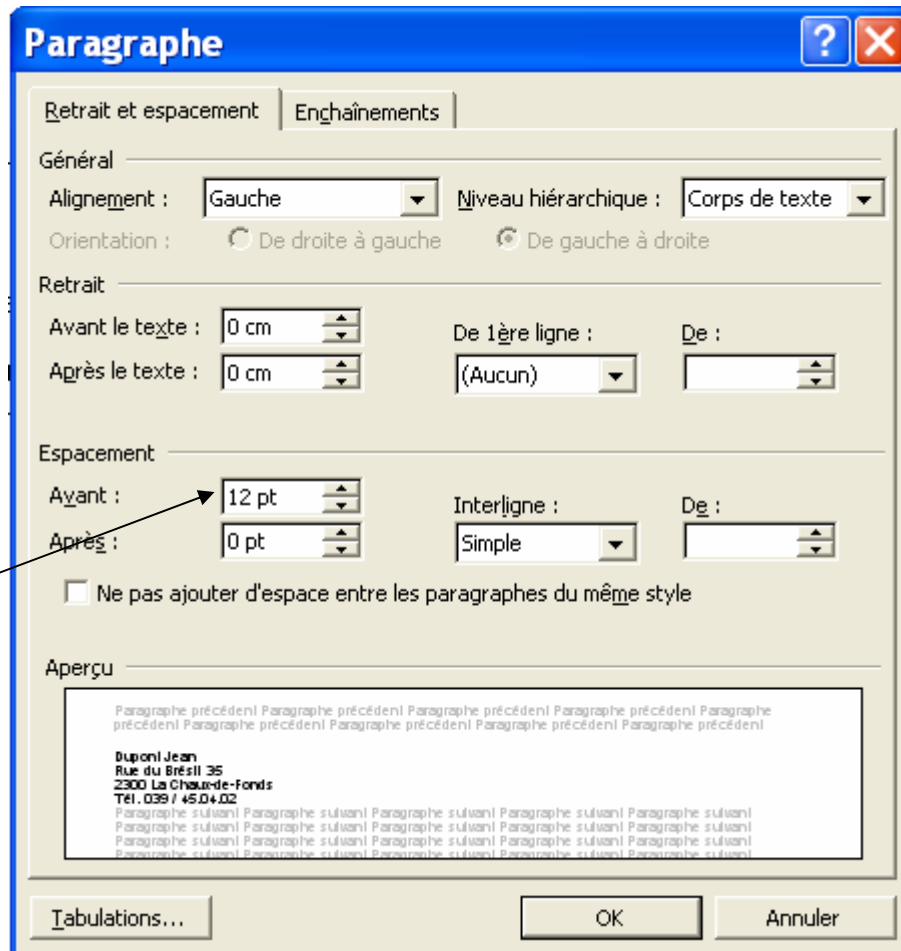 Paragraphe
Retrait et espacement Enchaînements
Général
Alignement : Gauche Niveau hiérarchique : Corps de texte
Orientation : De droite à gauche De gauche à droite
Retrait
Avant le texte : 0 cm De 1ère ligne : De :
Après le texte : 0 cm (Aucun)
Espacement
Avant : 12 pt Interligne : De :
Après : 0 pt Simple
Ne pas ajouter d'espace entre les paragraphes du même style
Aperçu
Paragraphe précédent Paragraphe précédent Paragraphe précédent Paragraphe
précédent Paragraphe précédent Paragraphe précédent Paragraphe précédent
Dupont Jean
Rue du Brésil 35
2300 La Chaux-de-Fonds
Tél. 039 / 45.04.02
Paragraphe suivant Paragraphe suivant Paragraphe suivant Paragraphe suivant
Paragraphe suivant Paragraphe suivant Paragraphe suivant Paragraphe suivant
Paragraphe suivant Paragraphe suivant Paragraphe suivant Paragraphe suivant
Paragraphe suivant Paragraphe suivant Paragraphe suivant Paragraphe suivant
Tabulations... OK Annuler